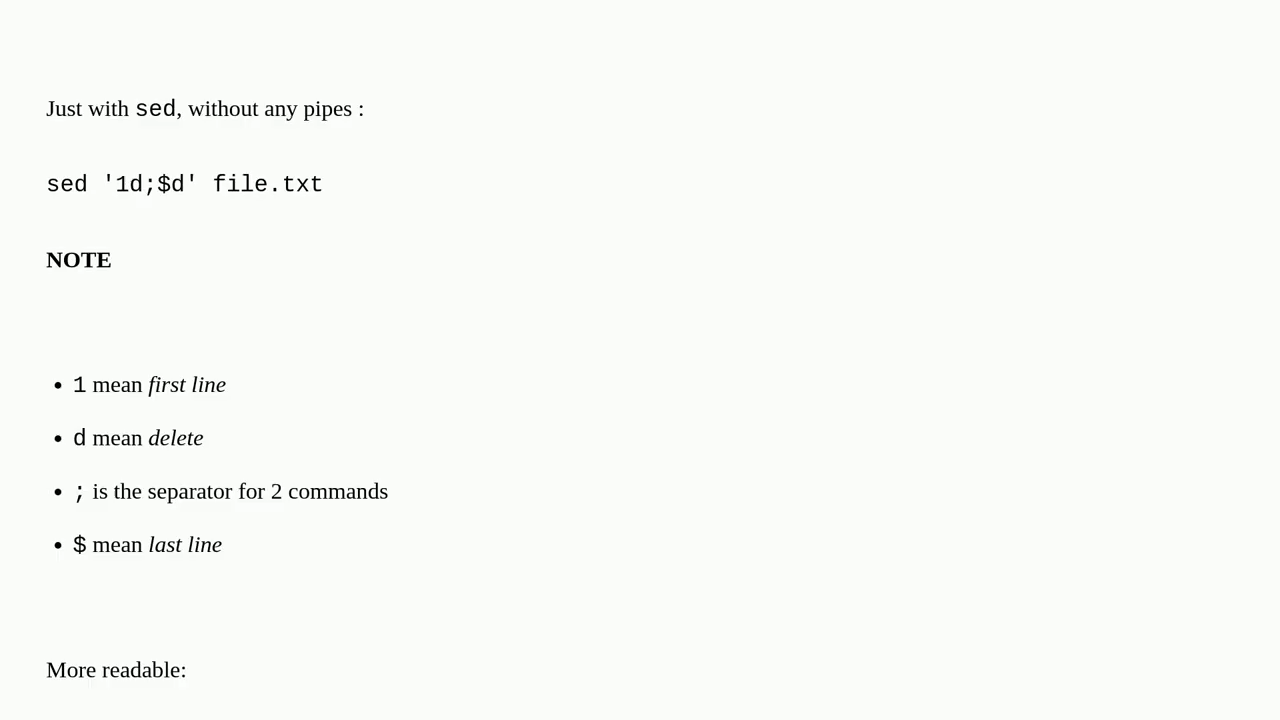 Just with sed, without any pipes :
sed '1d;$d' file.txt
NOTE
• 1 mean first line
• d mean delete
• ; is the separator for 2 commands
• $ mean last line
More readable: